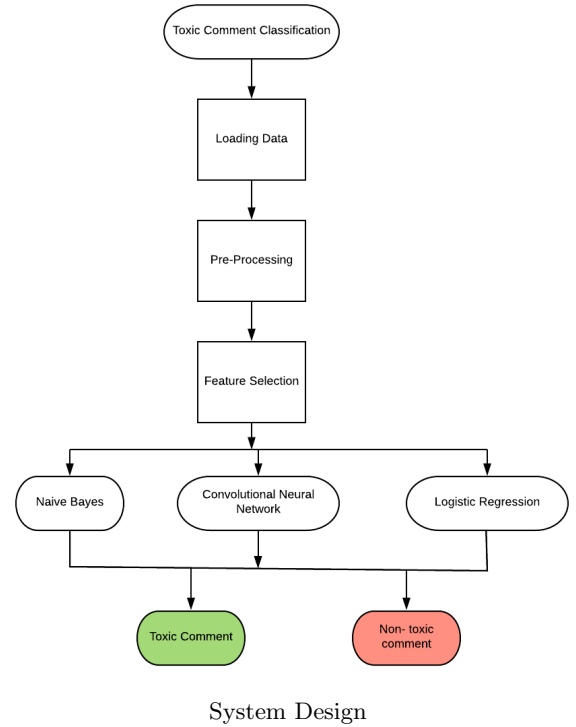 Toxic Comment Classification
Loading Data
Pre-Processing
Feature Selection
Naive Bayes
Convolutional Neural
Network
Logistic Regression
Toxic Comment
Non- toxic
comment
System Design